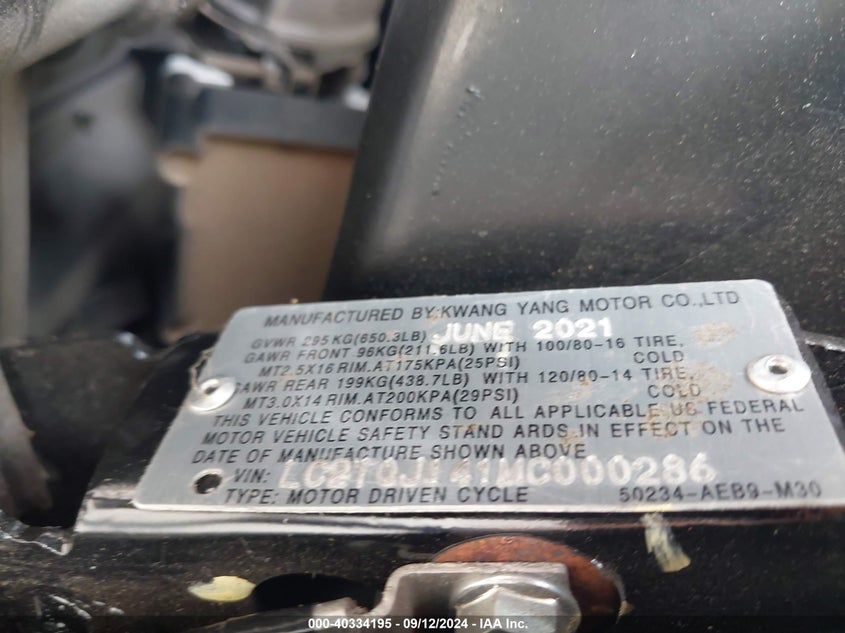 MANUFACTURED BY:KWANG YANG MOTOR CO.,LTD
GVWR 295KG(650.3LB) JUNE 2021
GAWR FRONT 96KG(211.6LB) WITH 100/80-16 TIRE,
MT2.5X16 RIM.AT175KPA(25PSI) COLD
GAWR REAR 199KG(438.7LB) WITH 120/80-14 TIRE,
MT3.0X14 RIM.AT200KPA(29PSI) COLD
THIS VEHICLE CONFORMS TO ALL APPLICABLE US FEDERAL
MOTOR VEHICLE SAFETY STAND ARDS IN EFFECT ON THE
DATE OF MANUFACTURE SHOWN ABOVE
VIN:
TYPE: MOTOR DRIVEN CYCLE 50234-AEB9-M30
000-40334195 - 09/12/2024 - IAA Inc.